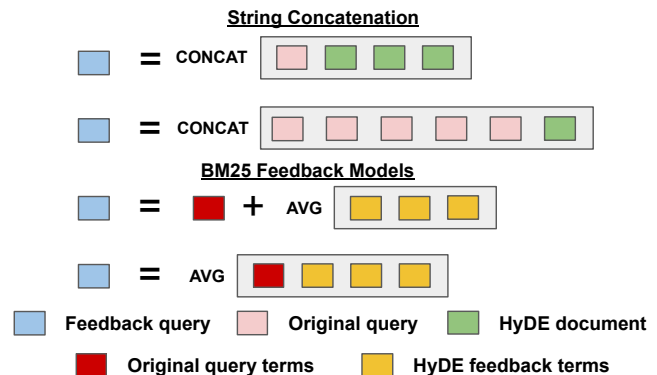 String Concatenation
= CONCAT
= CONCAT
BM25 Feedback Models
= + AVG
= AVG
Feedback query Original query HyDE document
Original query terms HyDE feedback terms